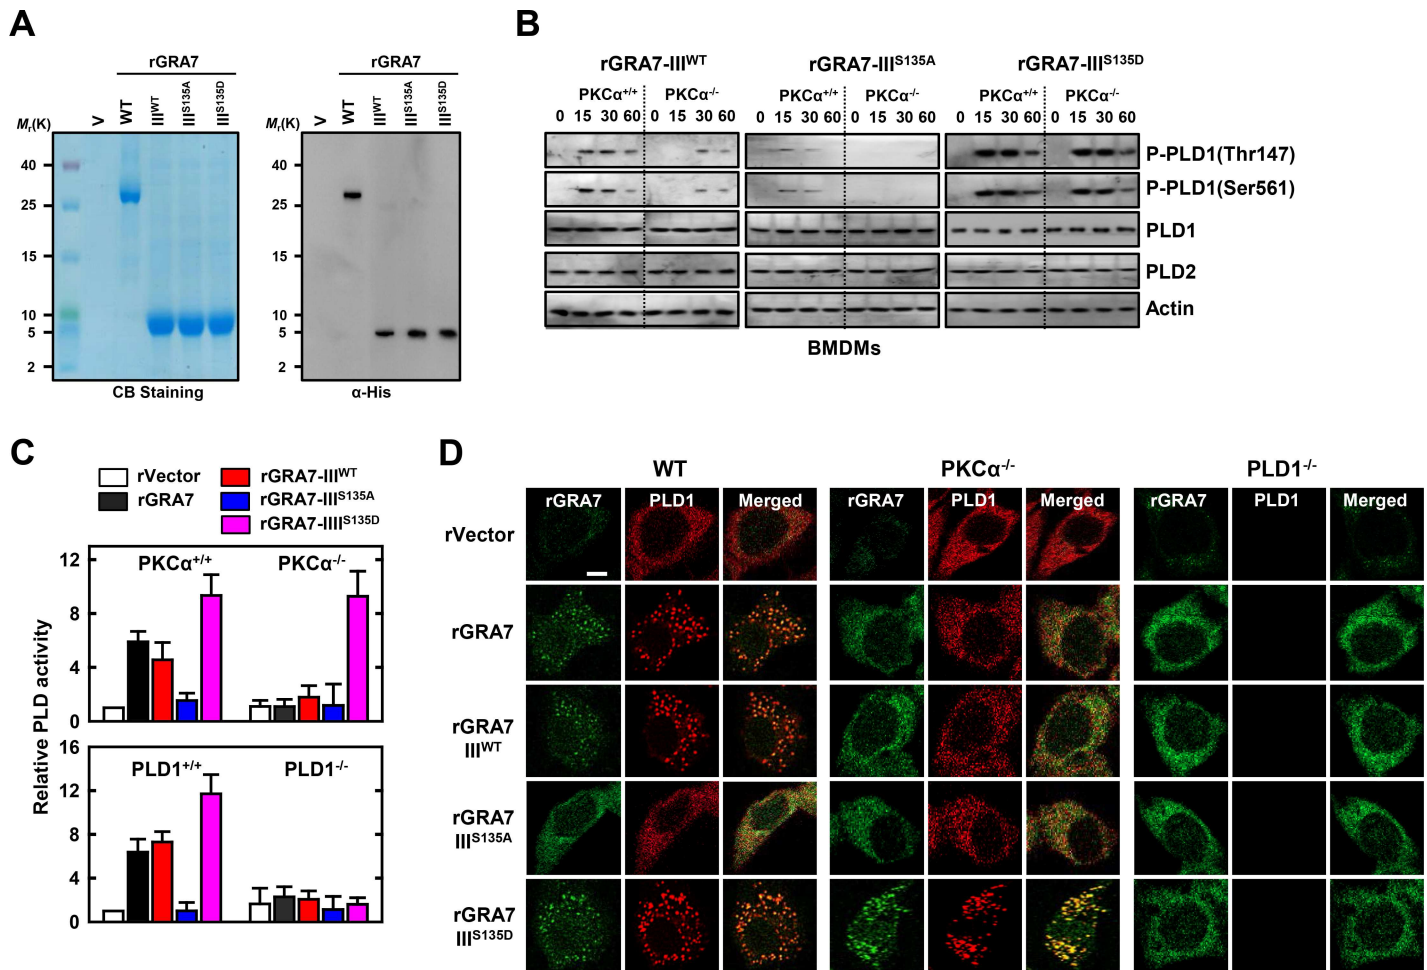 A
rGRA7
rGRA7
Mr(K)
V
WT
IIIWT
IIIS135A
IIIS135D
Mr(K)
V
WT
IIIWT
IIIS135A
IIIS135D
40
25
15
10
5
2
40
25
15
10
5
2
CB Staining
α-His
B
rGRA7-IIIWT
rGRA7-IIIS135A
rGRA7-IIIS135D
PKCα+/+ PKCα-/- PKCα+/+ PKCα-/- PKCα+/+ PKCα-/-
0 15 30 60 0 15 30 60 0 15 30 60 0 15 30 60 0 15 30 60 0 15 30 60
P-PLD1(Thr147)
P-PLD1(Ser561)
PLD1
PLD2
Actin
BMDMs
C
rVector
rGRA7
rGRA7-IIIWT
rGRA7-IIIS135A
rGRA7-IIIIS135D
Relative PLD activity
12
8
4
0
PKCα+/+
PKCα-/-
16
12
8
4
0
PLD1+/+
PLD1-/-
D
WT
PKCα-/-
PLD1-/-
rGRA7 PLD1 Merged rGRA7 PLD1 Merged rGRA7 PLD1 Merged
rVector
rGRA7
rGRA7
IIIWT
rGRA7
IIIS135A
rGRA7
IIIS135D